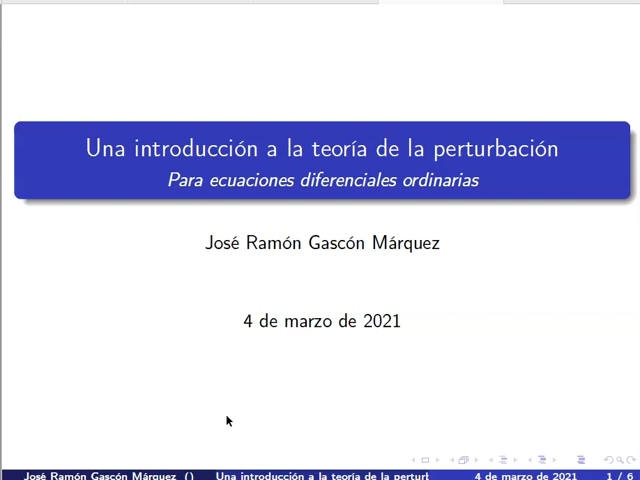 Una introducción a la teoría de la perturbación
Para ecuaciones diferenciales ordinarias
José Ramón Gascón Márquez
4 de marzo de 2021
José Ramón Gascón Márquez () Una introducción a la teoría de la perturb 4 de marzo de 2021 1 / 6